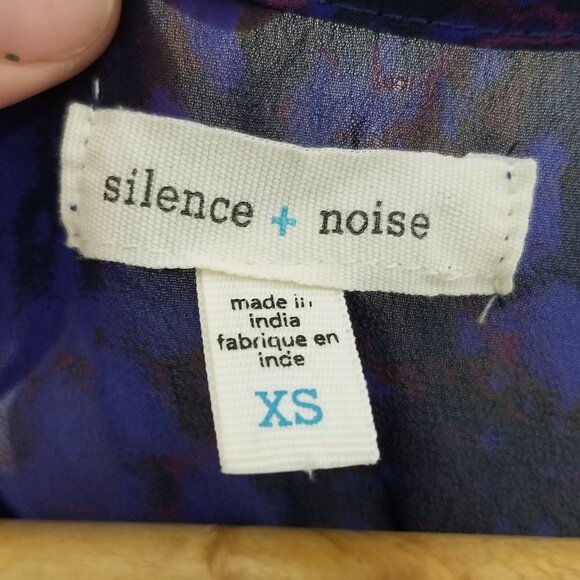 silence + noise
made in
india
fabrique en
inde
XS